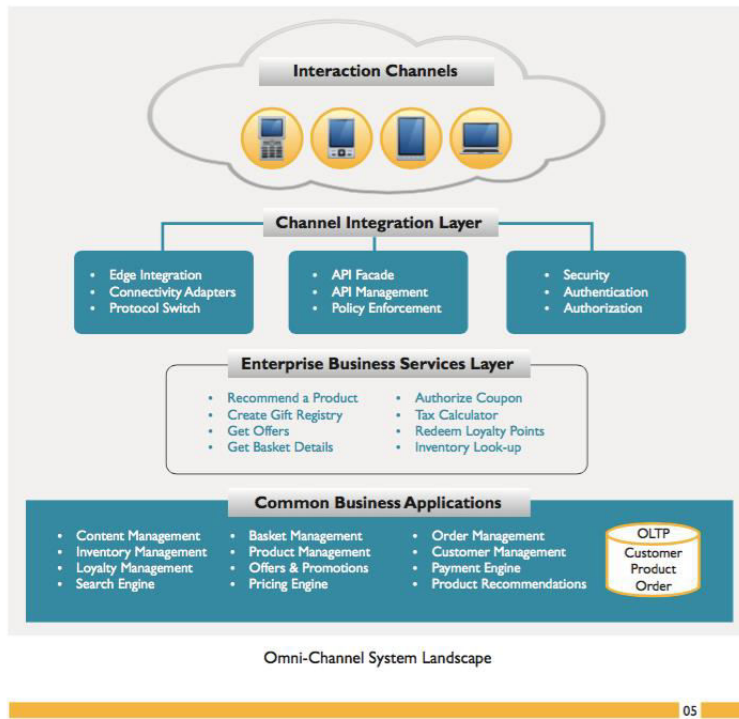 Interaction Channels
Channel Integration Layer
• Edge Integration
• Connectivity Adapters
• Protocol Switch
• API Facade
• API Management
• Policy Enforcement
• Security
• Authentication
• Authorization
Enterprise Business Services Layer
• Recommend a Product
• Create Gift Registry
• Get Offers
• Get Basket Details
• Authorize Coupon
• Tax Calculator
• Redeem Loyalty Points
• Inventory Look-up
Common Business Applications
• Content Management
• Inventory Management
• Loyalty Management
• Search Engine
• Basket Management
• Product Management
• Offers & Promotions
• Pricing Engine
• Order Management
• Customer Management
• Payment Engine
• Product Recommendations
OLTP
Customer
Product
Order
Omni-Channel System Landscape
05